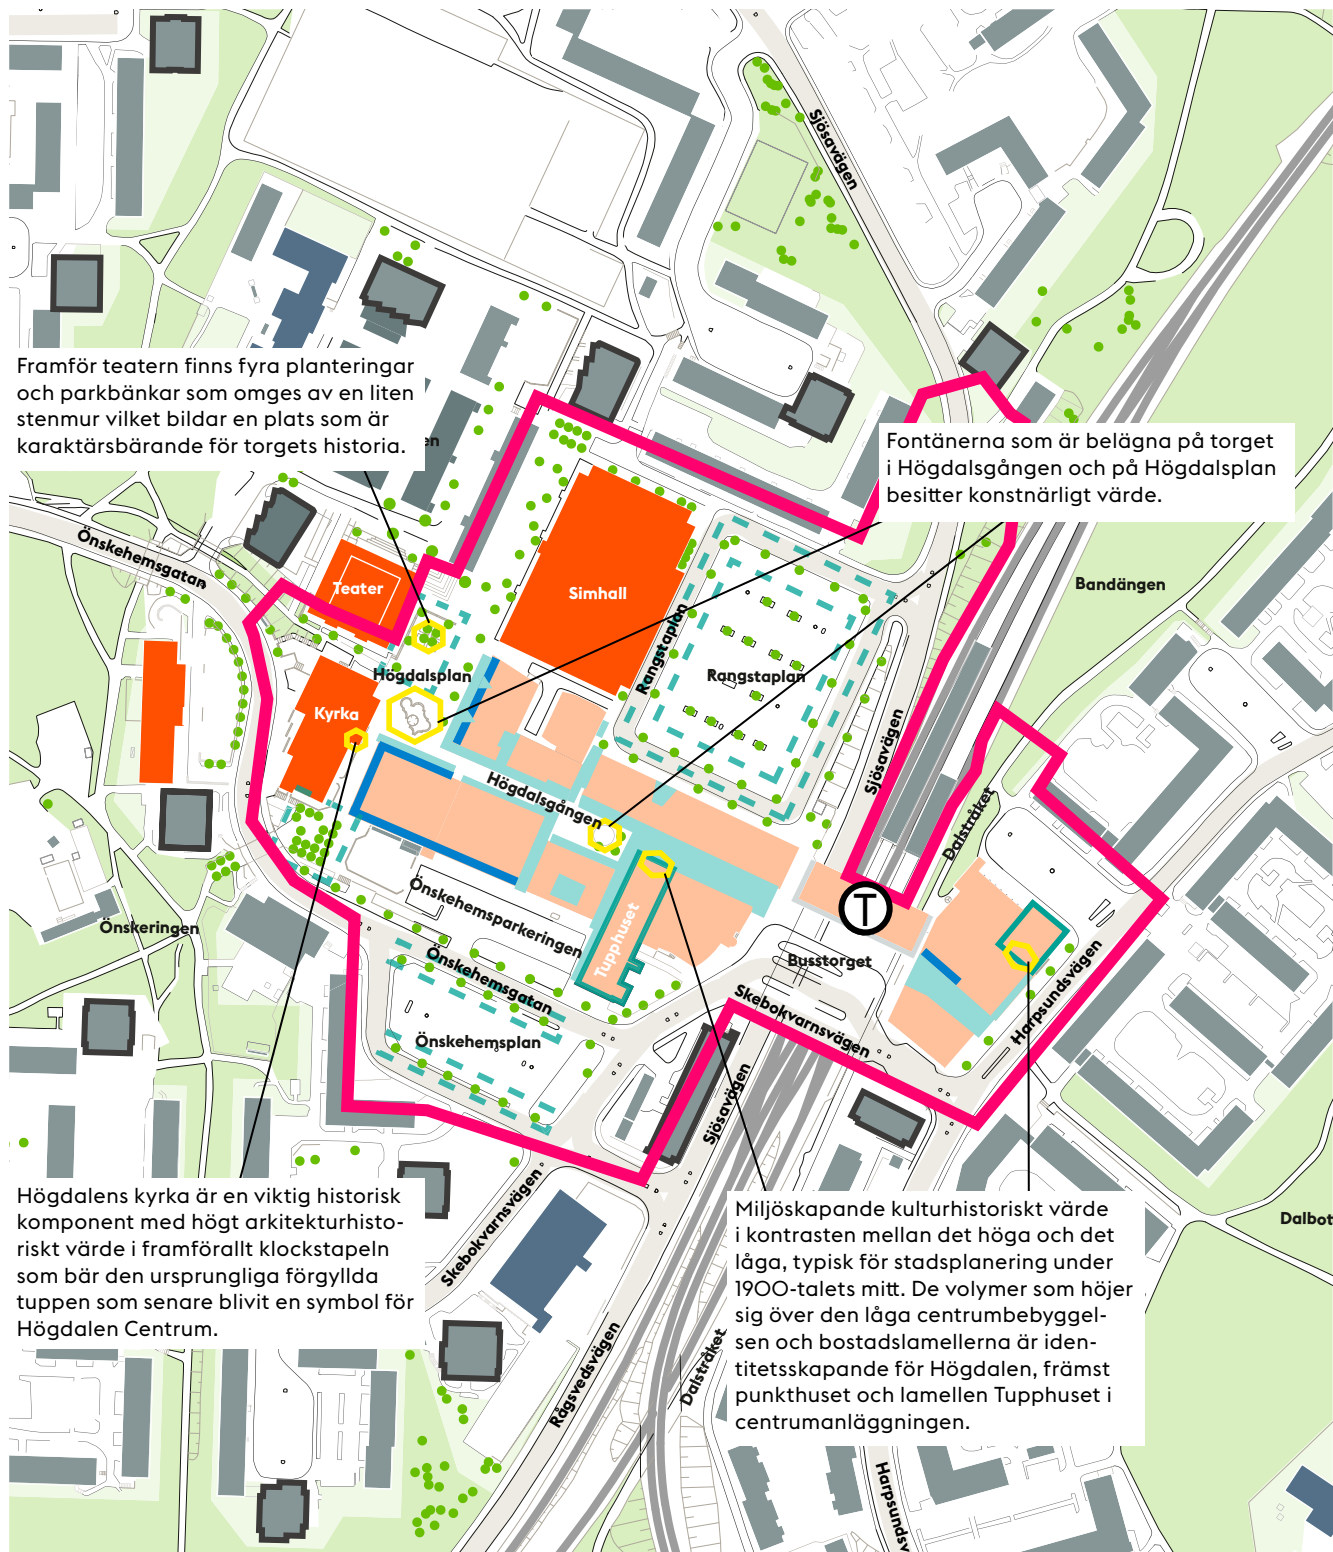 Sjösavägen
Framför teatern finns fyra planteringar
och parkbänkar som omges av en liten
stenmur vilket bildar en plats som är
karaktärsbärande för torgets historia.
Fontänerna som är belägna på torget
i Högdalsgången och på Högdalsplan
besitter konstnärligt värde.
Önskehemsgatan
Teater
Simhall
Bandängen
Rangstaplan
Rangstaplan
Högdalsplan
Kyrka
Sjösavägen
Högdalsgången
Dalstråket
Önskehemsparkeringen
T
Önskeringen
Tupphuset
Busstorget
Önskehemsgatan
Skebokvarnsvägen
Harpsundsvägen
Önskehemsplan
Sjösavägen
Högdalens kyrka är en viktig historisk
komponent med högt arkitekturhisto-
riskt värde i framförallt klockstapeln
som bär den ursprungliga förgyllda
tuppen som senare blivit en symbol för
Högdalen Centrum.
Skebokvarnsvägen
Miljöskapande kulturhistoriskt värde
i kontrasten mellan det höga och det
låga, typisk för stadsplanering under
1900-talets mitt. De volymer som höjer
sig över den låga centrumbebyggel-
sen och bostadslamellerna är iden-
titetsskapande för Högdalen, främst
punkthuset och lamellen Tupphuset i
centrumanläggningen.
Dalbot
Rågsvedsvägen
Dalstråket
Harpsundsv